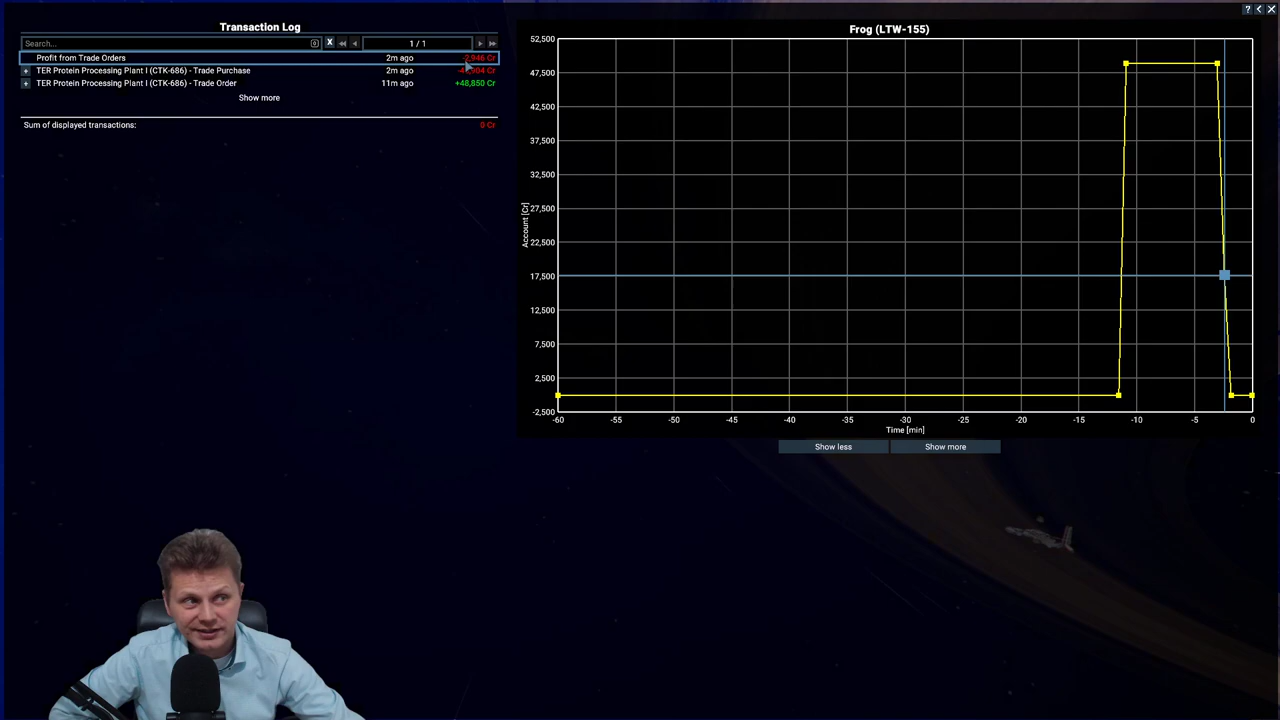 ? < X
Transaction Log
Search...
X
1 / 1
Profit from Trade Orders 2m ago -2,946 Cr
+ TER Protein Processing Plant I (CTK-686) - Trade Purchase 2m ago
+ TER Protein Processing Plant I (CTK-686) - Trade Order 11m ago +48,850 Cr
Show more
Sum of displayed transactions: 0 Cr
Frog (LTW-155)
52,500
47,500
42,500
37,500
32,500
27,500
22,500
17,500
12,500
7,500
2,500
-2,500
Account [Cr]
-60 -55 -50 -45 -40 -35 -30 -25 -20 -15 -10 -5 0
Time [min]
Show less Show more